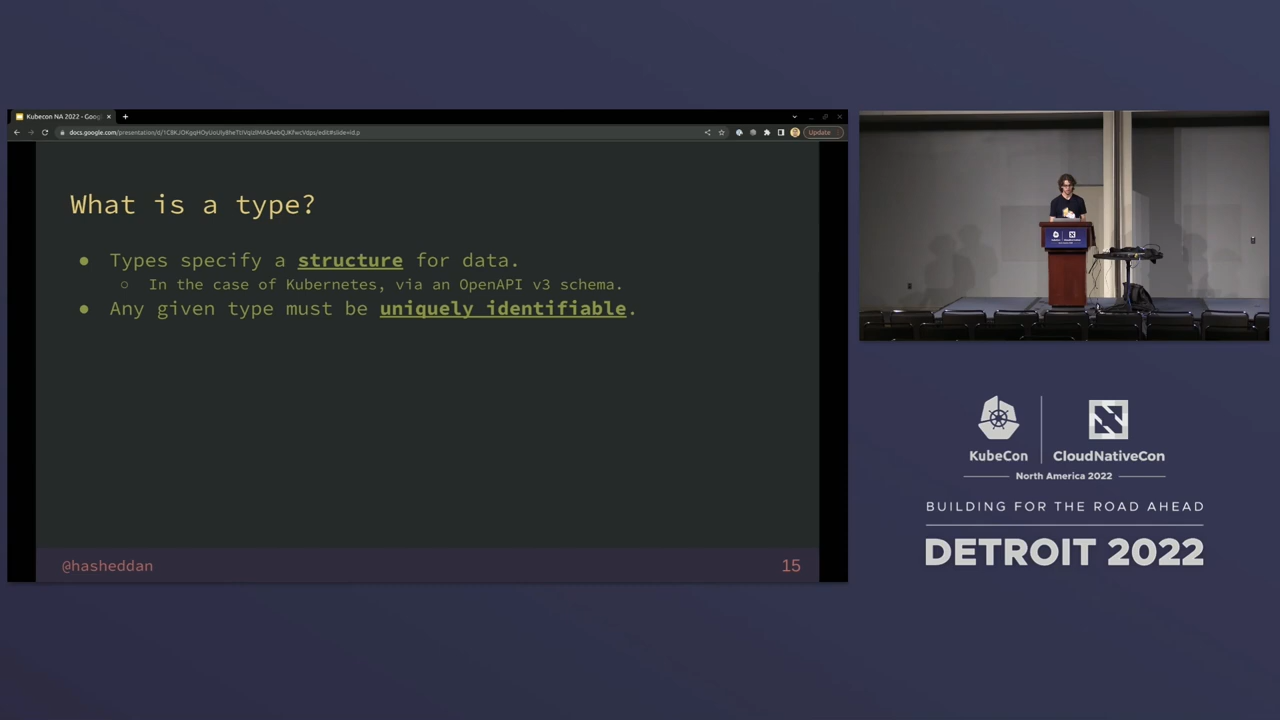 Kubecon NA 2022 - Goog
Update
What is a type?
● Types specify a structure for data.
○ In the case of Kubernetes, via an OpenAPI v3 schema.
● Any given type must be uniquely identifiable.
@hasheddan
15
KubeCon
CloudNativeCon
North America 2022
BUILDING FOR THE ROAD AHEAD
DETROIT 2022